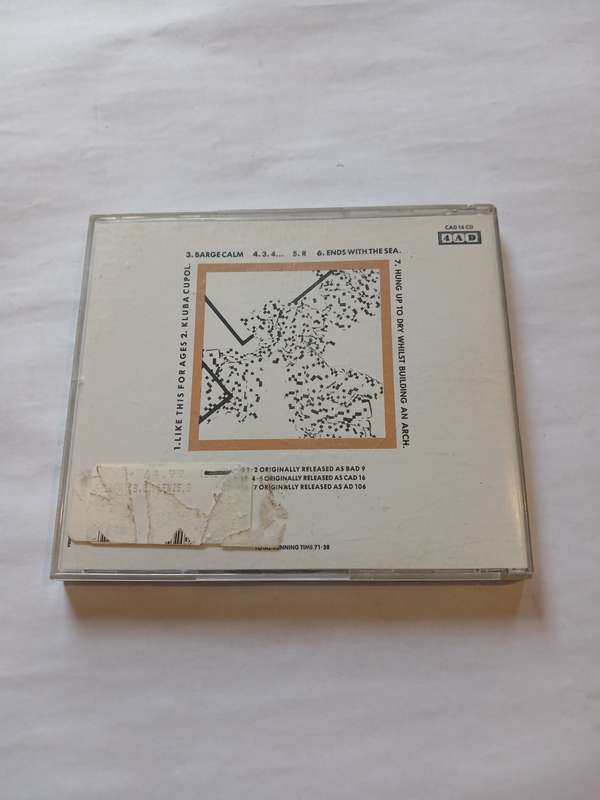 CAD 16 CD
4AD
3. BARGE CALM 4. 3. 4... 5. R 6. ENDS WITH THE SEA.
1. LIKE THIS FOR AGES 2. KLUBA CUPOL.
7. HUNG UP TO DRY WHILST BUILDING AN ARCH.
2 ORIGINALLY RELEASED AS BAD 9
ORIGINALLY RELEASED AS CAD 16
7 ORIGINALLY RELEASED AS AD 106
RUNNING TIME 71·38